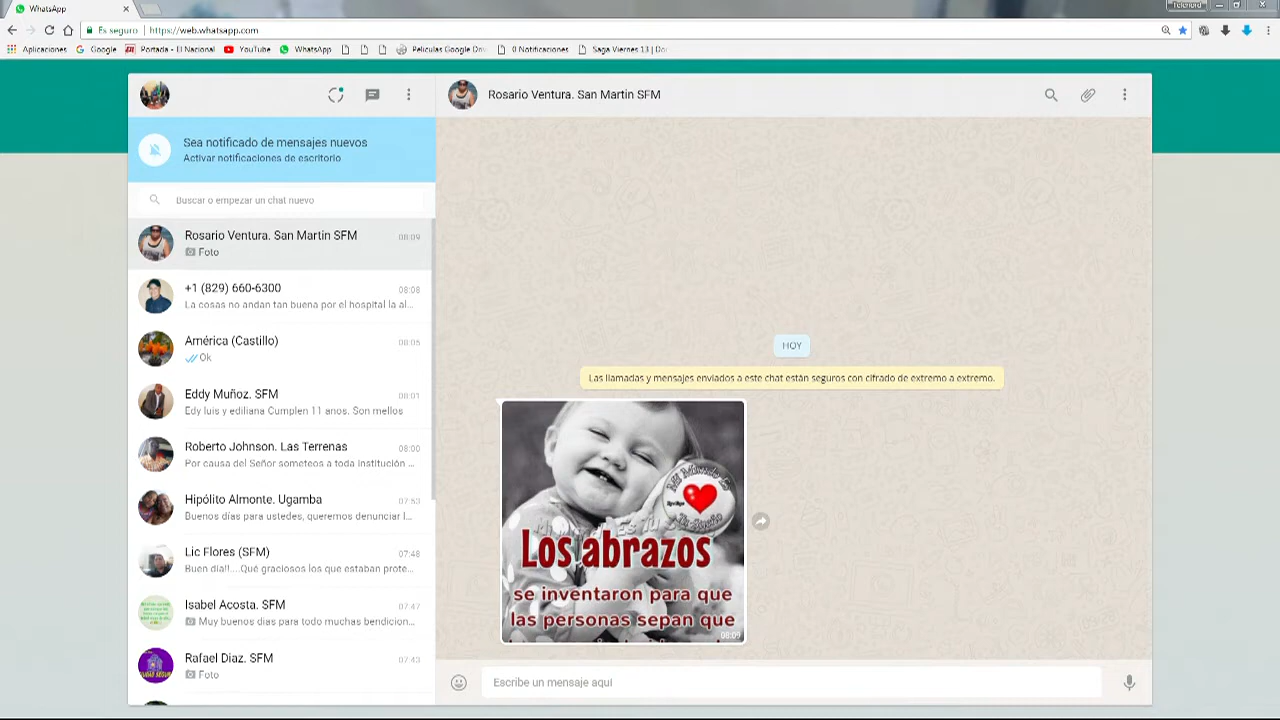 WhatsApp
Telenord
Es seguro | https://web.whatsapp.com
Aplicaciones Google Portada - El Nacional YouTube WhatsApp Películas Google Dri 0 Notificaciones Saga Viernes 13 | Do
Rosario Ventura. San Martin SFM
Sea notificado de mensajes nuevos
Activar notificaciones de escritorio
Buscar o empezar un chat nuevo
Rosario Ventura. San Martin SFM 08:09
Foto
+1 (829) 660-6300 08:08
La cosas no andan tan buena por el hospital la al...
América (Castillo) 08:05
Ok
Eddy Muñoz. SFM 08:01
Edy luis y ediliana Cumplen 11 anos. Son mellos
Roberto Johnson. Las Terrenas 08:00
Por causa del Señor someteos a toda institución ...
Hipólito Almonte. Ugamba 07:53
Buenos días para ustedes, queremos denunciar l...
Lic Flores (SFM) 07:48
Buen día!!....Qué graciosos los que estaban prote...
Isabel Acosta. SFM 07:47
Muy buenos dias para todo muchas bendicion...
Rafael Diaz. SFM 07:43
Foto
HOY
Las llamadas y mensajes enviados a este chat están seguros con cifrado de extremo a extremo.
Los abrazos
se inventaron para que
las personas sepan que
08:09
Escribe un mensaje aquí